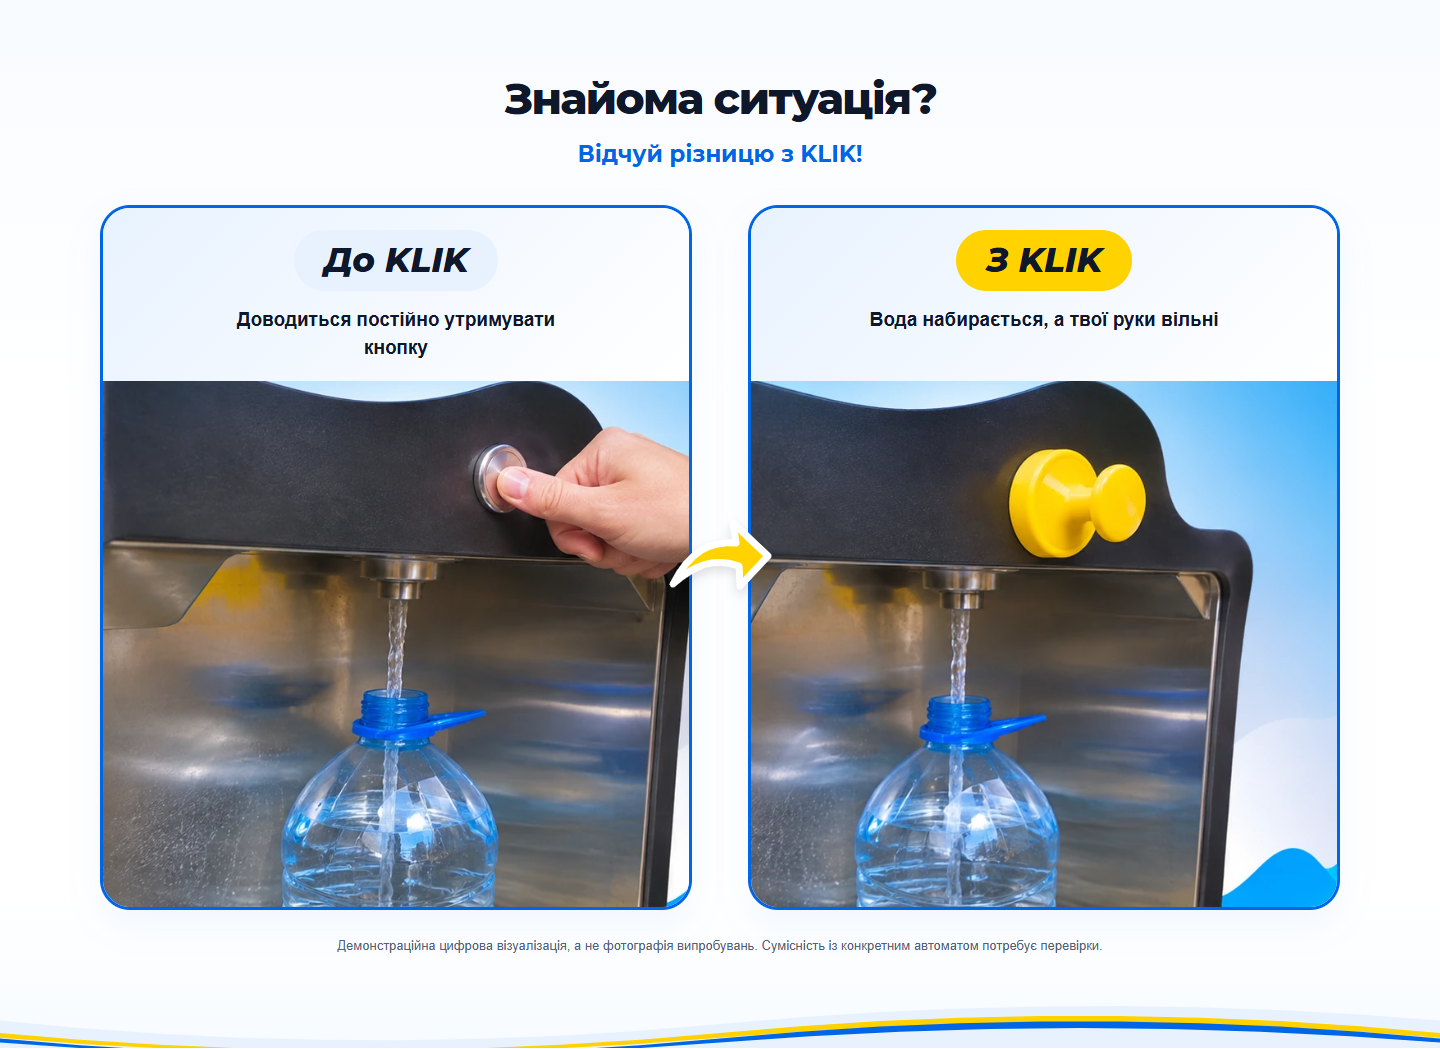 Знайома ситуація?
Відчуй різницю з KLIK!
До KLIK
Доводиться постійно утримувати
кнопку
З KLIK
Вода набирається, а твої руки вільні
Демонстраційна цифрова візуалізація, а не фотографія випробувань. Сумісність із конкретним автоматом потребує перевірки.